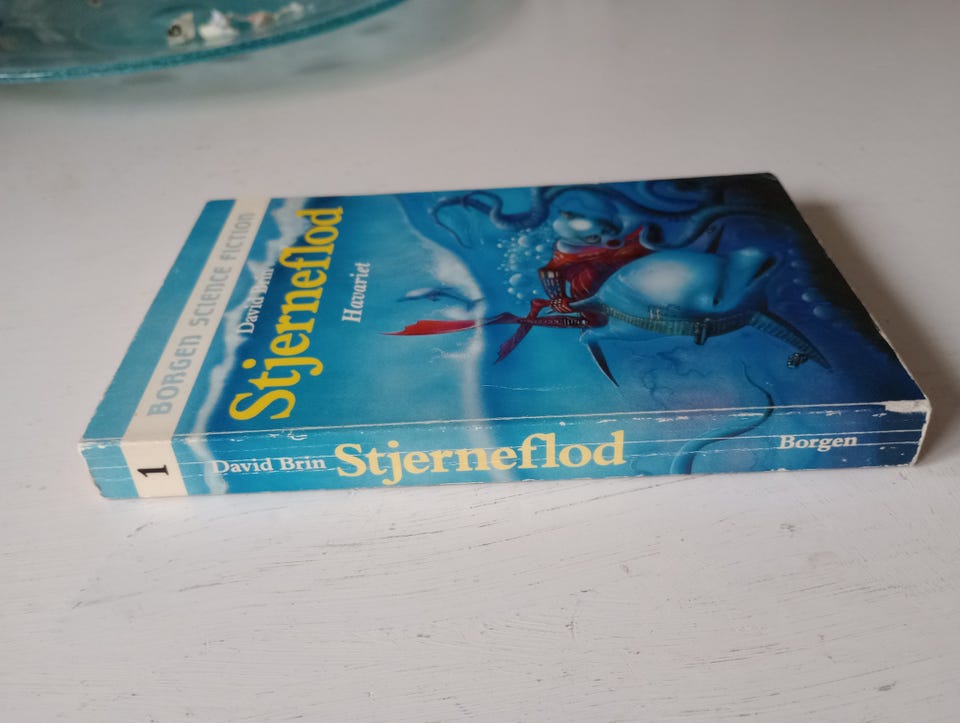 BORGEN SCIENCE FICTION
David Brin
Stjerneflod
Havariet
1
David Brin
Stjerneflod
Borgen